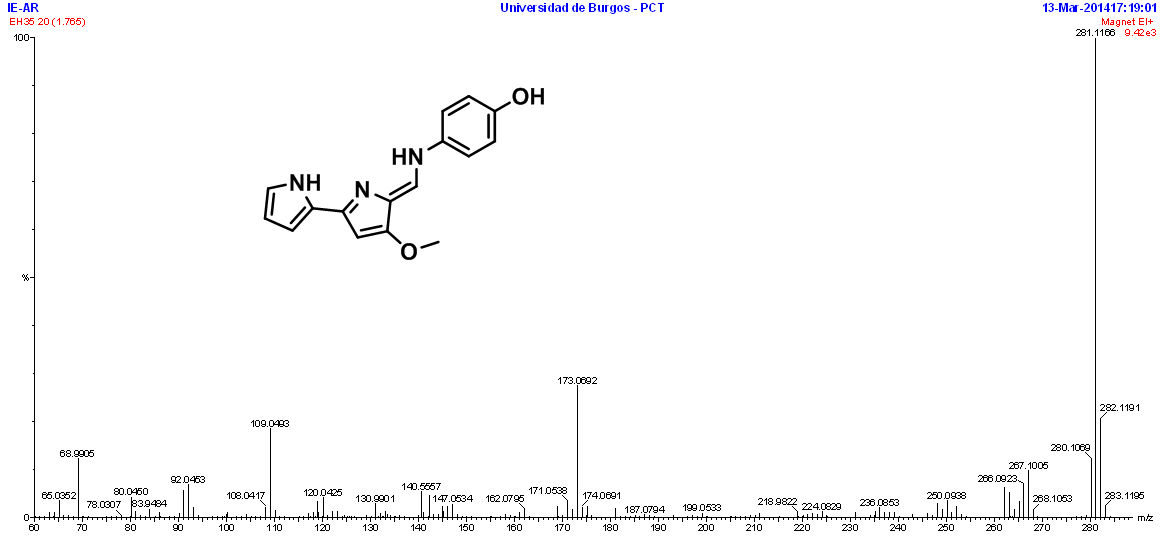 IE-AR Universidad de Burgos - PCT 13-Mar-201417:19:01
EH35 20 (1.765) Magnet EI+
281.1166 9.42e3
100
OH
HN
NH N
O
%
173.0692
282.1191
109.0493
280.1069
68.9905
267.1005
92.0453 266.0923
80.0450 140.5557 171.0538
65.0352 108.0417 120.0425 174.0691 250.0938 283.1195
83.9484 130.9901 147.0534 162.0795 218.9822 236.0853 268.1053
78.0307 187.0794 199.0533 224.0829
0 m/z
60 70 80 90 100 110 120 130 140 150 160 170 180 190 200 210 220 230 240 250 260 270 280